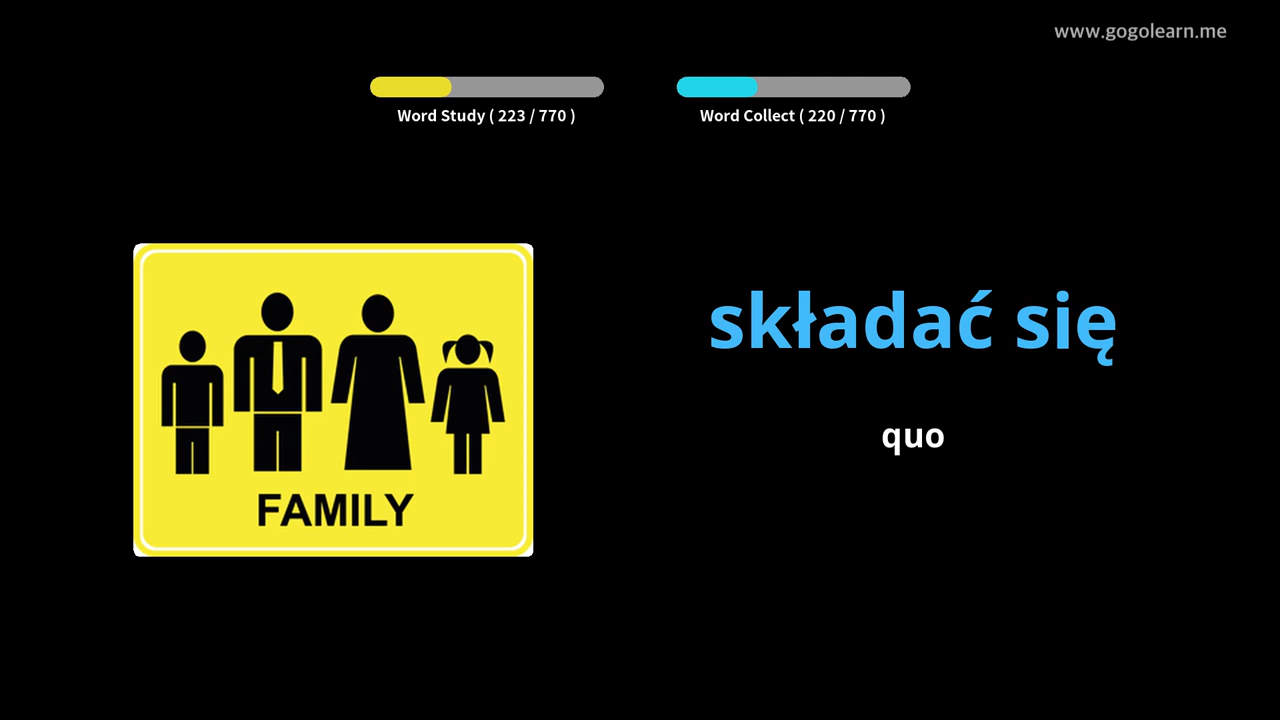 www.gogolearn.me
Word Study ( 223 / 770 )
Word Collect ( 220 / 770 )
FAMILY
składać się
quo